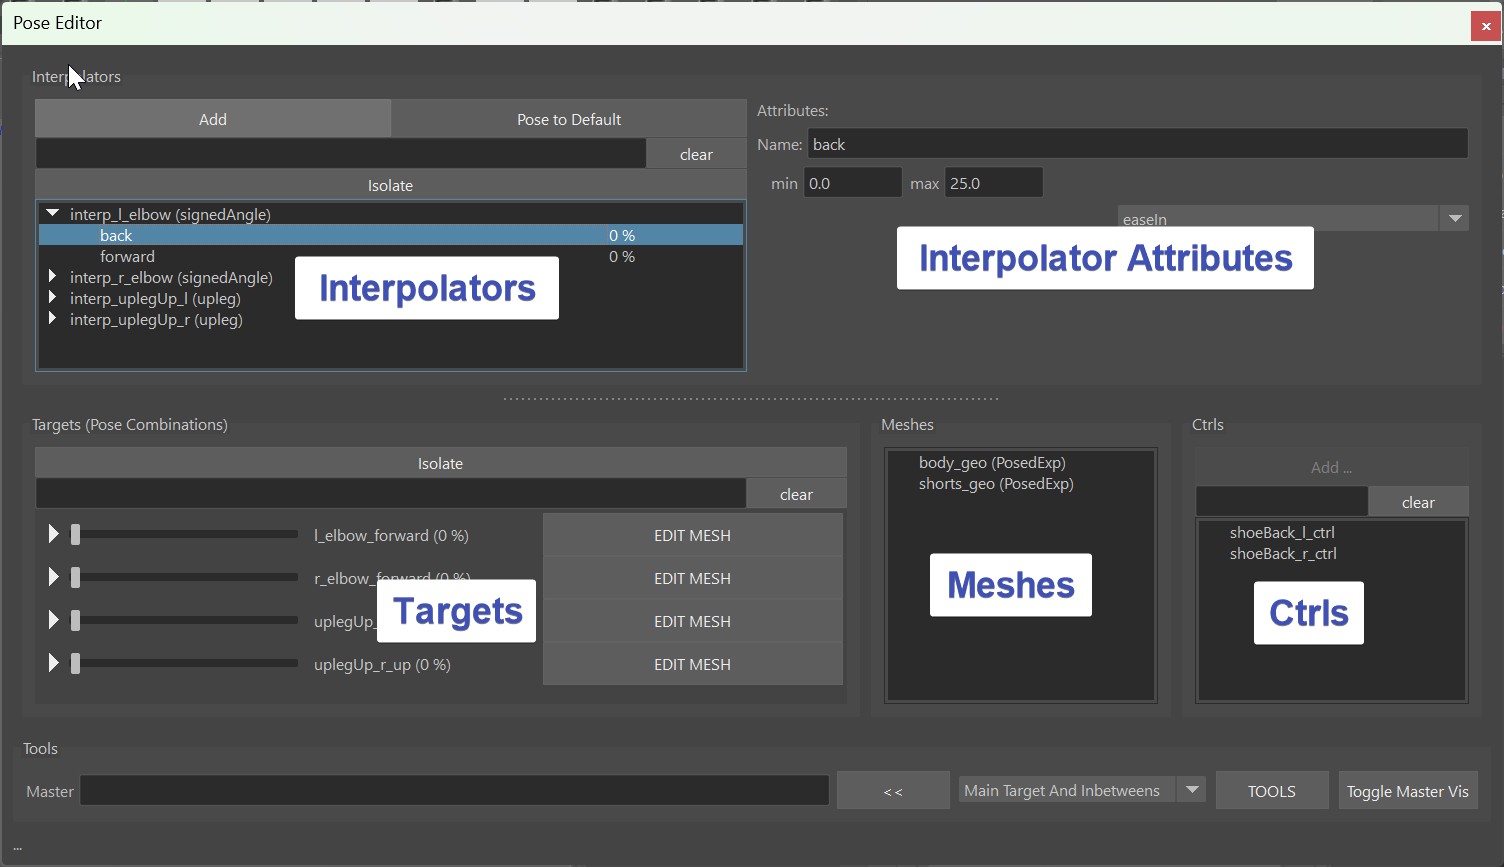 Pose Editor
Interpolators
Add
Pose to Default
clear
Isolate
interp_l_elbow (signedAngle)
back 0 %
forward 0 %
interp_r_elbow (signedAngle)
interp_uplegUp_l (upleg)
interp_uplegUp_r (upleg)
Interpolators
Attributes:
Name: back
min 0.0 max 25.0
easeIn
Interpolator Attributes
Targets (Pose Combinations)
Isolate
clear
l_elbow_forward (0 %) EDIT MESH
r_elbow_forward (0 %) EDIT MESH
uplegUp_ EDIT MESH
uplegUp_r_up (0 %) EDIT MESH
Targets
Meshes
body_geo (PosedExp)
shorts_geo (PosedExp)
Meshes
Ctrls
Add ...
clear
shoeBack_l_ctrl
shoeBack_r_ctrl
Ctrls
Tools
Master
<<
Main Target And Inbetweens
TOOLS
Toggle Master Vis
...